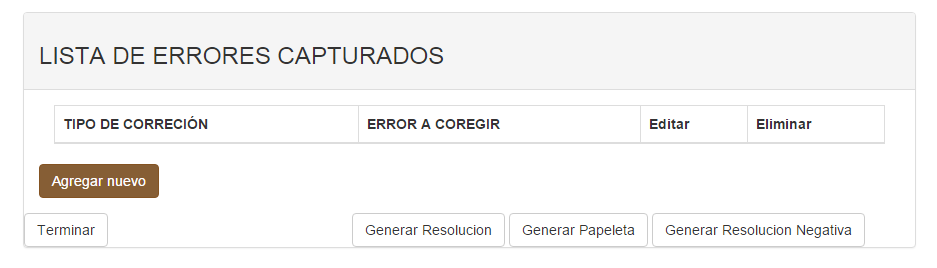 LISTA DE ERRORES CAPTURADOS
TIPO DE CORRECIÓN ERROR A COREGIR Editar Eliminar
Agregar nuevo
Terminar Generar Resolucion Generar Papeleta Generar Resolucion Negativa